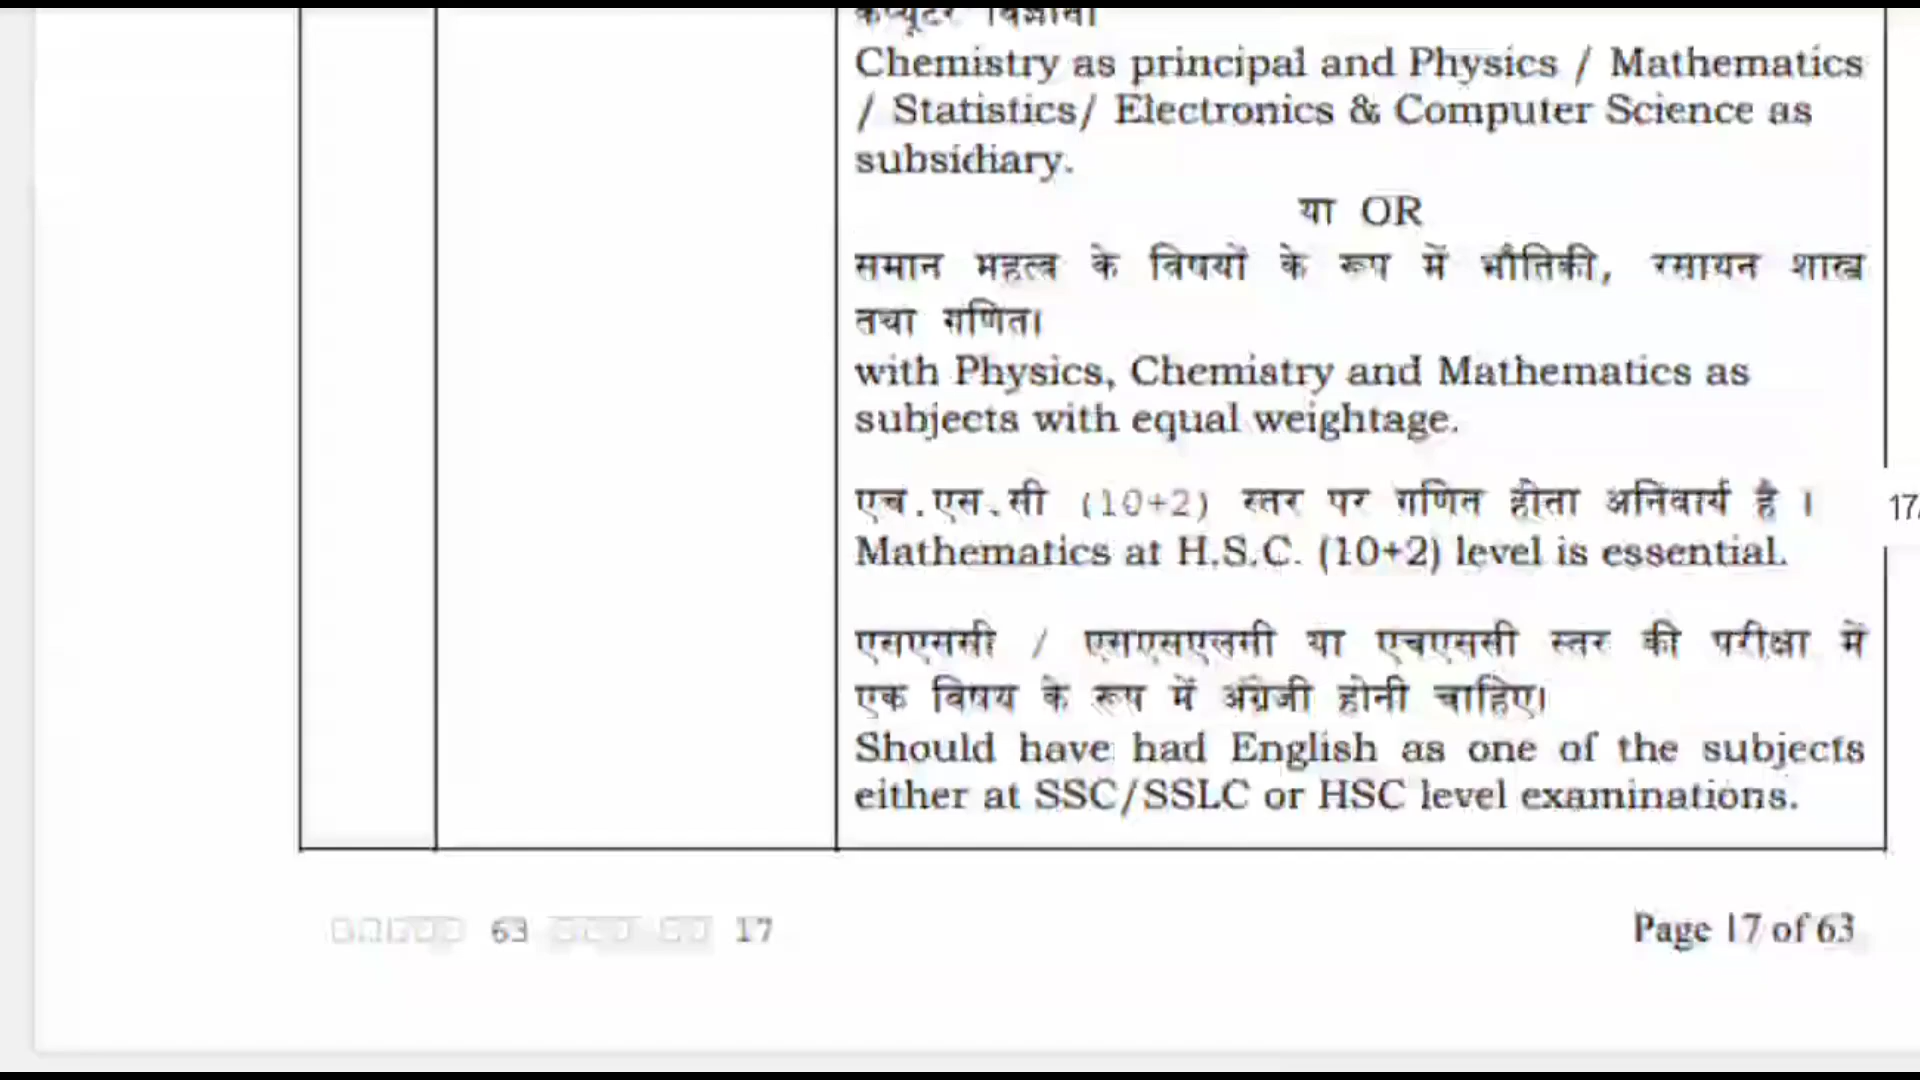 कंप्यूटर विज्ञान।
Chemistry as principal and Physics / Mathematics
/ Statistics/ Electronics & Computer Science as
subsidiary.
या OR
समान महत्व के विषयों के रूप में भौतिकी, रसायन शास्त्र
तथा गणित।
with Physics, Chemistry and Mathematics as
subjects with equal weightage.
एच.एस.सी (10+2) स्तर पर गणित होना अनिवार्य है ।
17
Mathematics at H.S.C. (10+2) level is essential.
एसएससी / एसएसएलसी या एचएससी स्तर की परीक्षा में
एक विषय के रूप में अंग्रेजी होनी चाहिए।
Should have had English as one of the subjects
either at SSC/SSLC or HSC level examinations.
63 17
Page 17 of 63